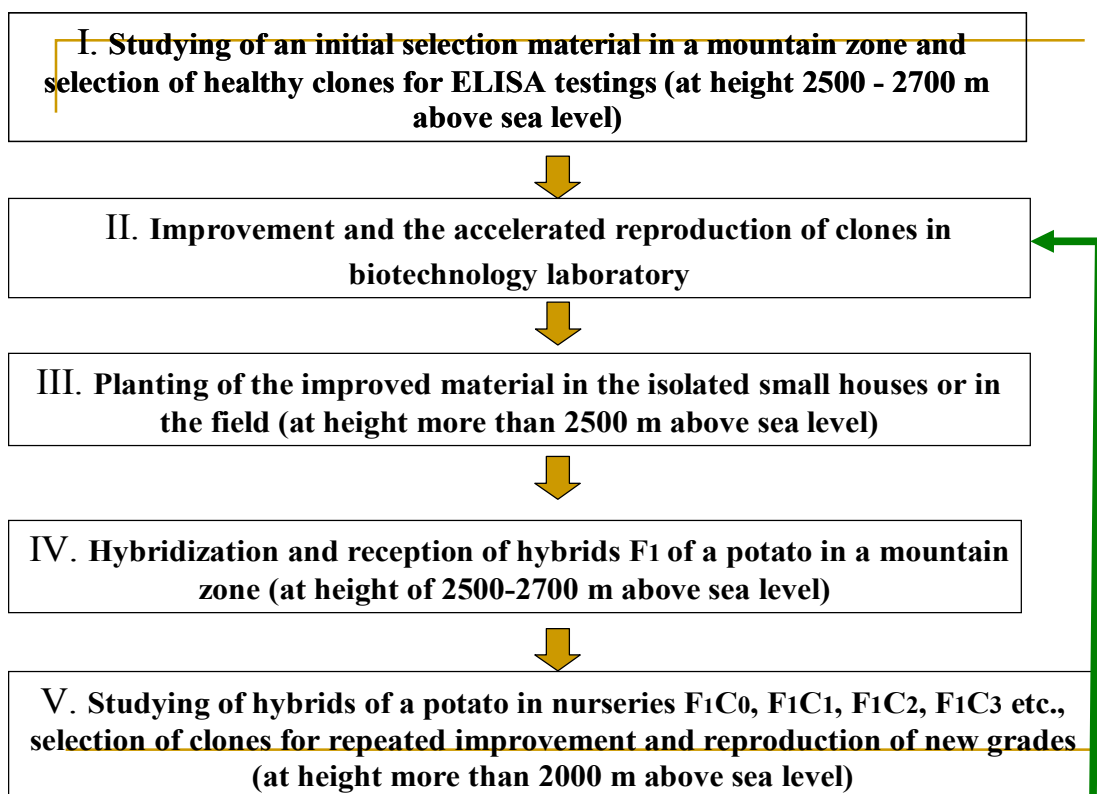 I. Studying of an initial selection material in a mountain zone and
selection of healthy clones for ELISA testings (at height 2500 - 2700 m
above sea level)
II. Improvement and the accelerated reproduction of clones in
biotechnology laboratory
III. Planting of the improved material in the isolated small houses or in
the field (at height more than 2500 m above sea level)
IV. Hybridization and reception of hybrids F1 of a potato in a mountain
zone (at height of 2500-2700 m above sea level)
V. Studying of hybrids of a potato in nurseries F1C0, F1C1, F1C2, F1C3 etc.,
selection of clones for repeated improvement and reproduction of new grades
(at height more than 2000 m above sea level)